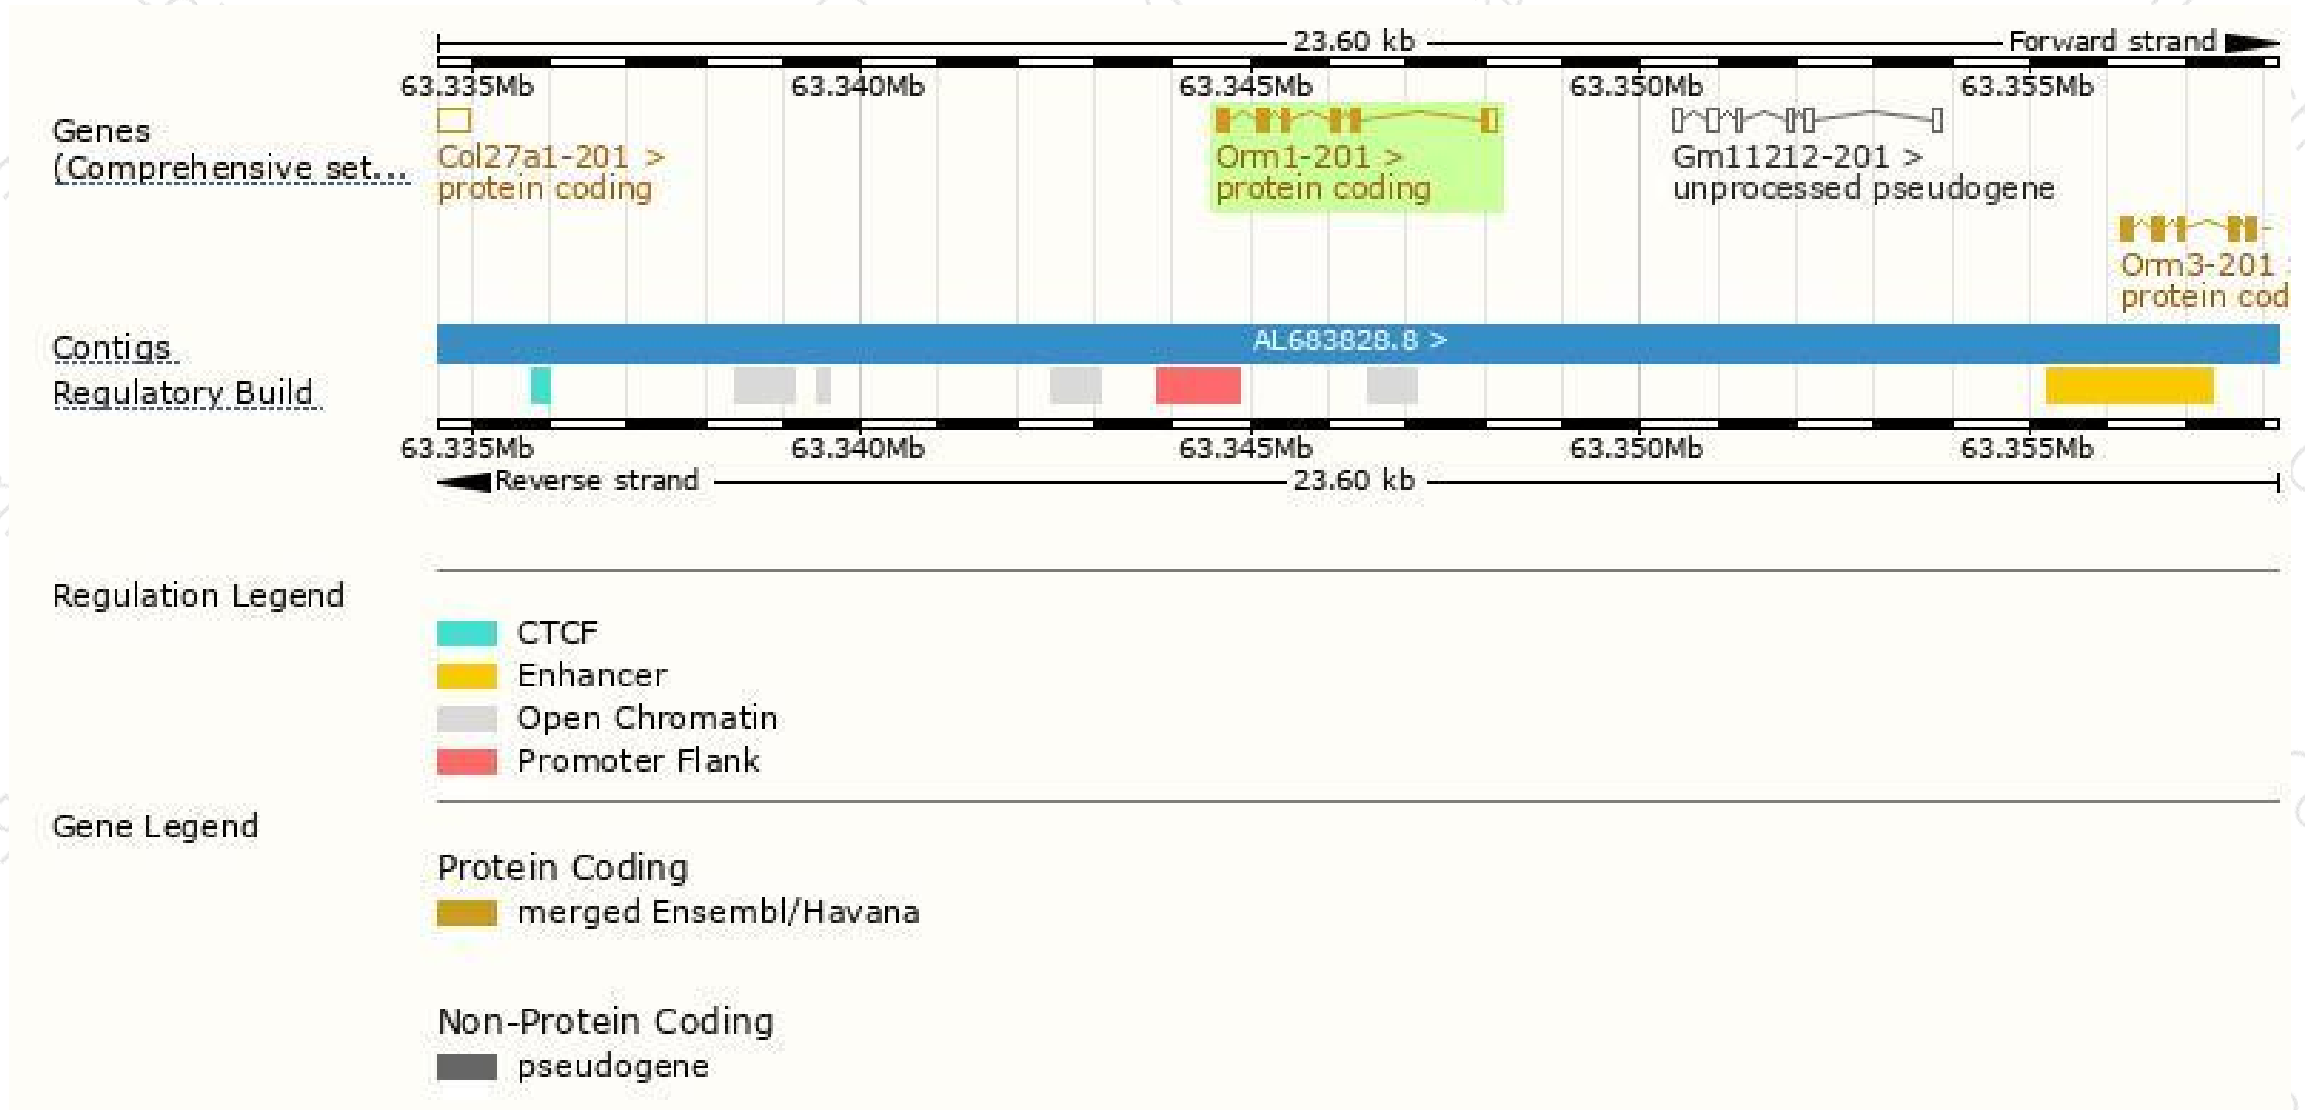 23.60 kb
Forward strand
63.335Mb 63.340Mb 63.345Mb 63.350Mb 63.355Mb
Genes
(Comprehensive set...
Col27a1-201 >
protein coding
Orm1-201 >
protein coding
Gm11212-201 >
unprocessed pseudogene
Orm3-201
protein cod
Contigs
AL683828.8 >
Regulatory Build
63.335Mb 63.340Mb 63.345Mb 63.350Mb 63.355Mb
Reverse strand
23.60 kb
Regulation Legend
CTCF
Enhancer
Open Chromatin
Promoter Flank
Gene Legend
Protein Coding
merged Ensembl/Havana
Non-Protein Coding
pseudogene